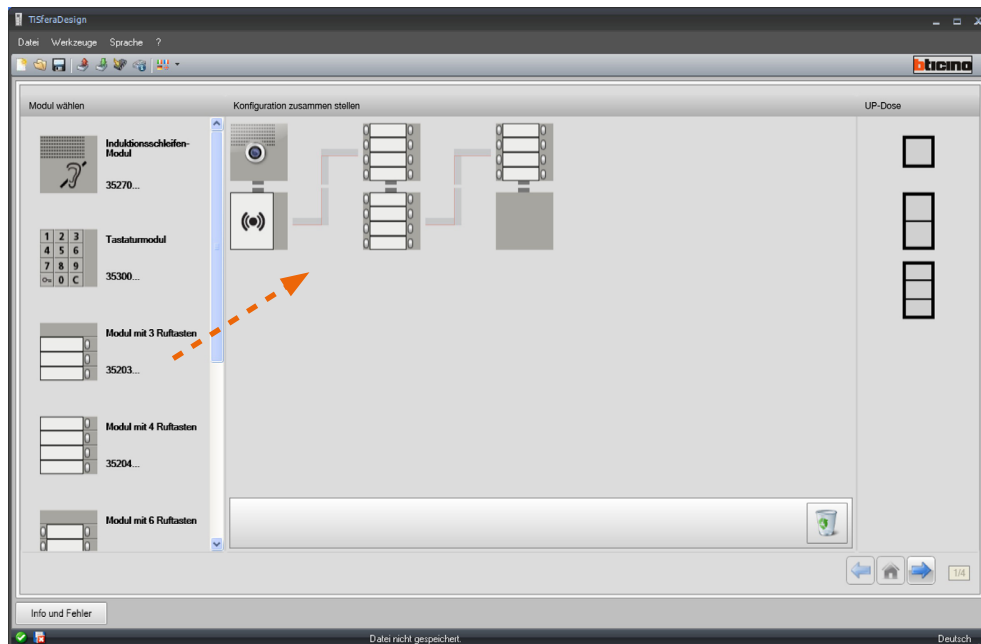 TiSferaDesign
Datei Werkzeuge Sprache ?
bticino
Modul wählen
Konfiguration zusammen stellen
UP-Dose
Induktionsschleifen-
Modul
35270...
1 2 3
4 5 6
7 8 9
0 C
Tastaturmodul
35300...
Modul mit 3 Ruftasten
35203...
Modul mit 4 Ruftasten
35204...
Modul mit 6 Ruftasten
1/4
Info und Fehler
Datei nicht gespeichert.
Deutsch